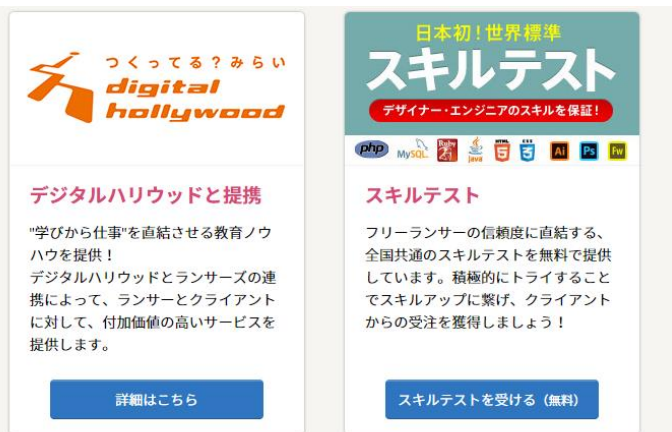 つくってる?みらい
digital
hollywood
デジタルハリウッドと提携
"学びから仕事"を直結させる教育ノウ
ハウを提供！
デジタルハリウッドとランサーズの連
携によって、ランサーとクライアント
に対して、付加価値の高いサービスを
提供します。
詳細はこちら
日本初！世界標準
スキルテスト
デザイナー・エンジニアのスキルを保証！
php MySQL Ruby Java HTML 5 CSS 3 Ai Ps Fw
スキルテスト
フリーランサーの信頼度に直結する、
全国共通のスキルテストを無料で提供
しています。積極的にトライすること
でスキルアップに繋げ、クライアント
からの受注を獲得しましょう！
スキルテストを受ける（無料）